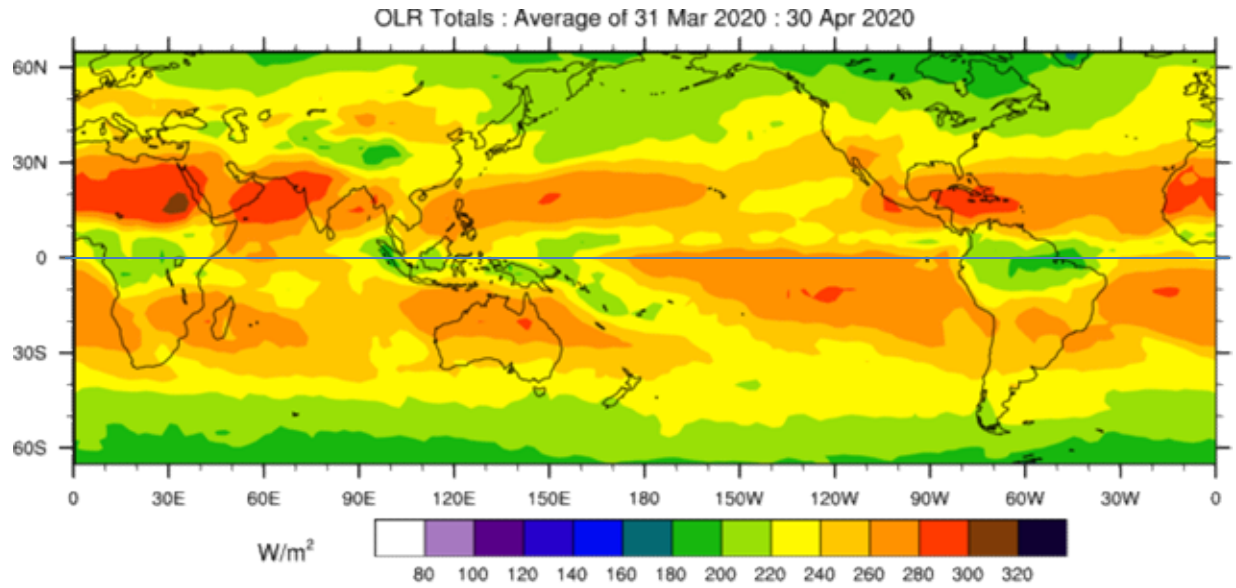 OLR Totals : Average of 31 Mar 2020 : 30 Apr 2020
60N
30N
0
30S
60S
0 30E 60E 90E 120E 150E 180 150W 120W 90W 60W 30W 0
W/m²
80 100 120 140 160 180 200 220 240 260 280 300 320